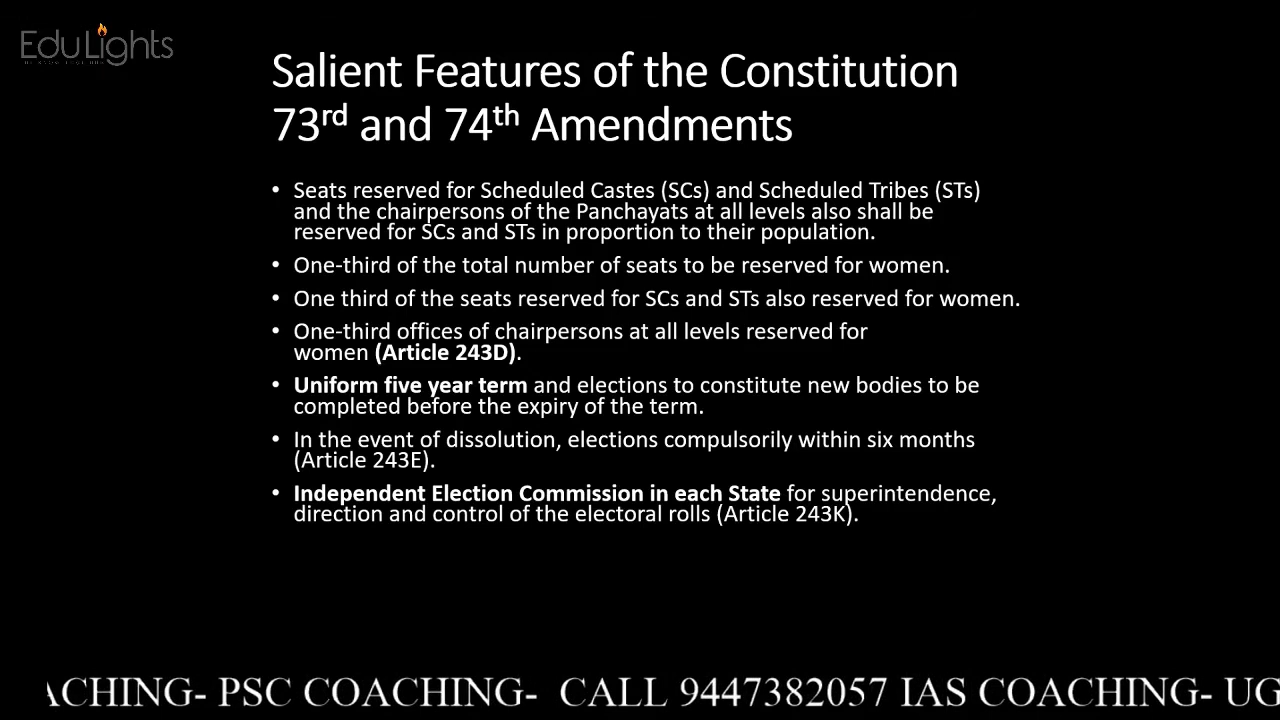 EduLights
Salient Features of the Constitution
73rd and 74th Amendments
• Seats reserved for Scheduled Castes (SCs) and Scheduled Tribes (STs)
and the chairpersons of the Panchayats at all levels also shall be
reserved for SCs and STs in proportion to their population.
• One-third of the total number of seats to be reserved for women.
• One third of the seats reserved for SCs and STs also reserved for women.
• One-third offices of chairpersons at all levels reserved for
women (Article 243D).
• Uniform five year term and elections to constitute new bodies to be
completed before the expiry of the term.
• In the event of dissolution, elections compulsorily within six months
(Article 243E).
• Independent Election Commission in each State for superintendence,
direction and control of the electoral rolls (Article 243K).
ACHING- PSC COACHING- CALL 9447382057 IAS COACHING- UG